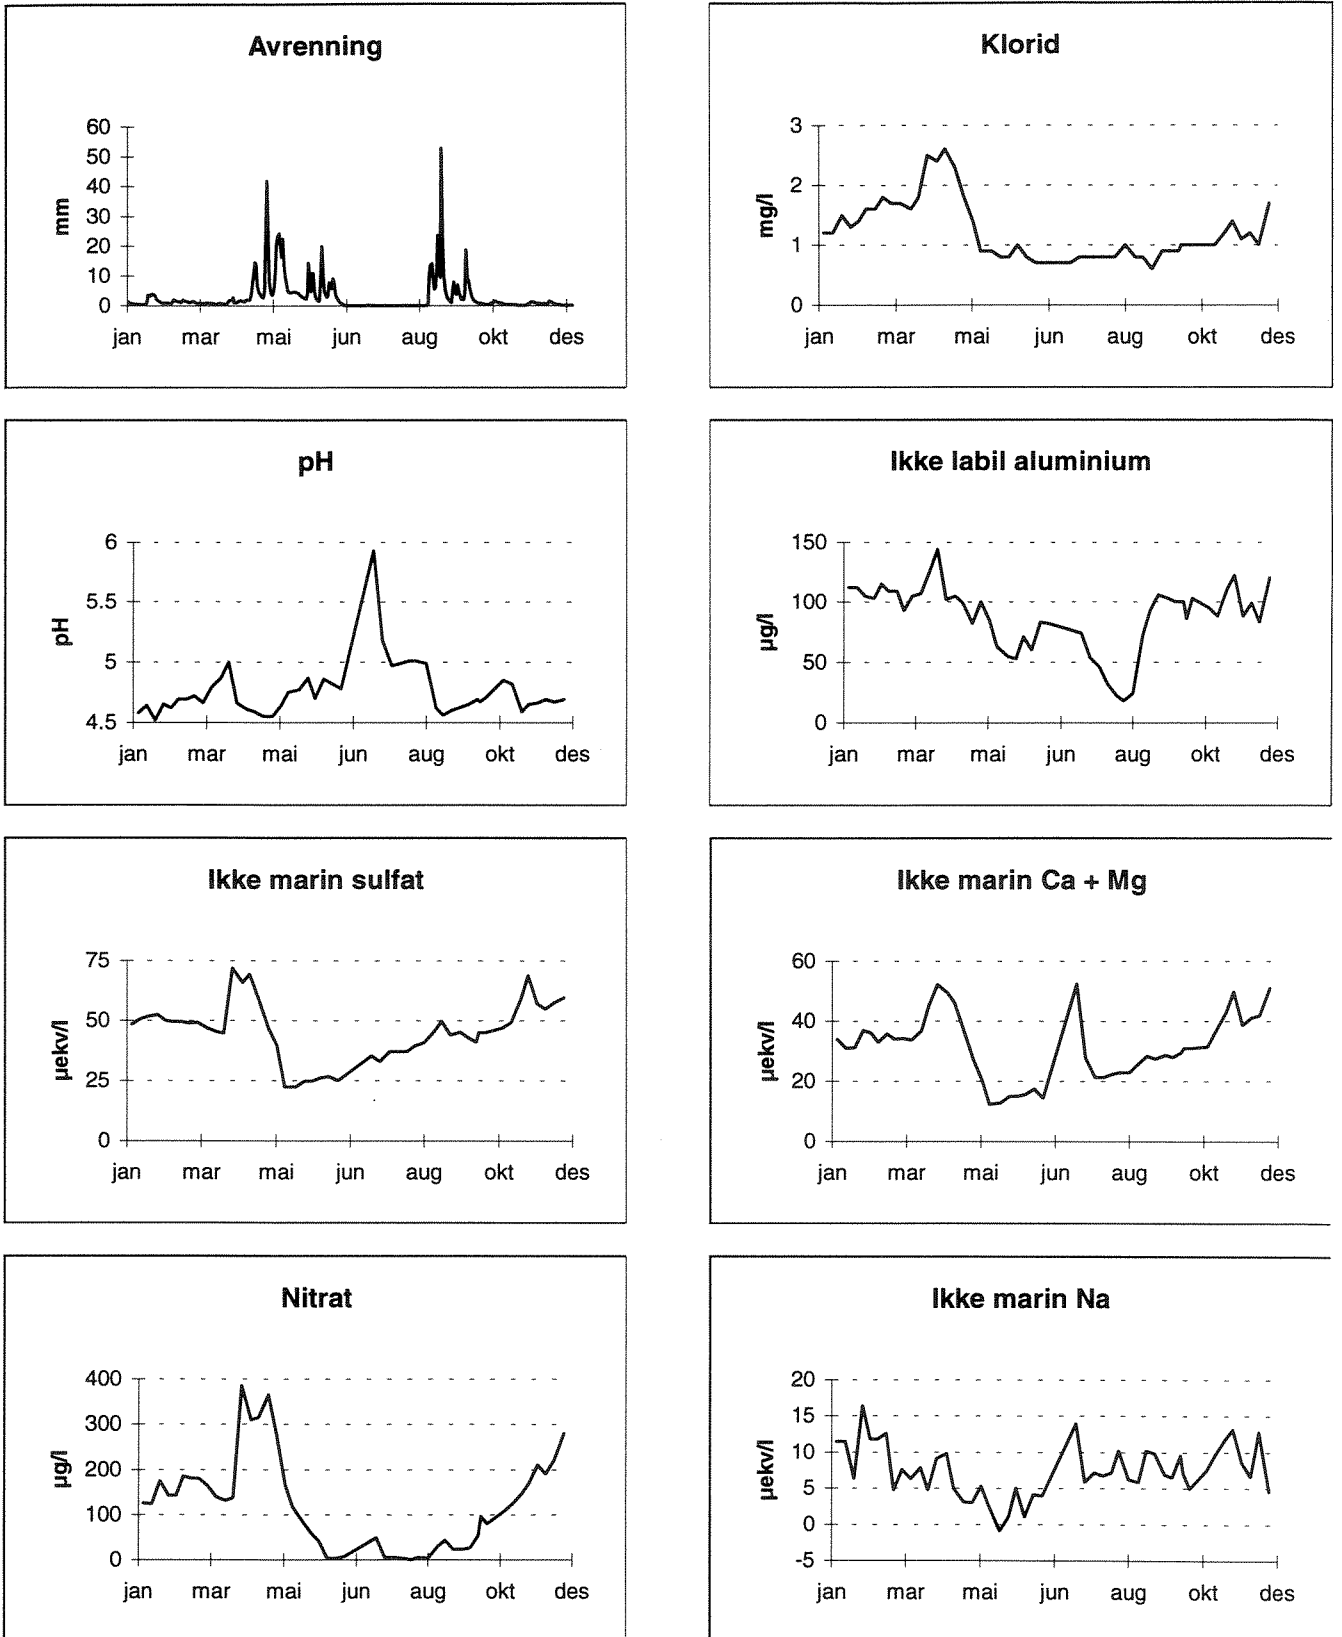 Avrenning
60
50
40
30
20
10
0
mm
jan mar mai jun aug okt des
Klorid
3
2
1
0
mg/l
jan mar mai jun aug okt des
pH
6
5.5
5
4.5
pH
jan mar mai jun aug okt des
Ikke labil aluminium
150
100
50
0
µg/l
jan mar mai jun aug okt des
Ikke marin sulfat
75
50
25
0
µekv/l
jan mar mai jun aug okt des
Ikke marin Ca + Mg
60
40
20
0
µekv/l
jan mar mai jun aug okt des
Nitrat
400
300
200
100
0
µg/l
jan mar mai jun aug okt des
Ikke marin Na
20
15
10
5
0
-5
µekv/l
jan mar mai jun aug okt des